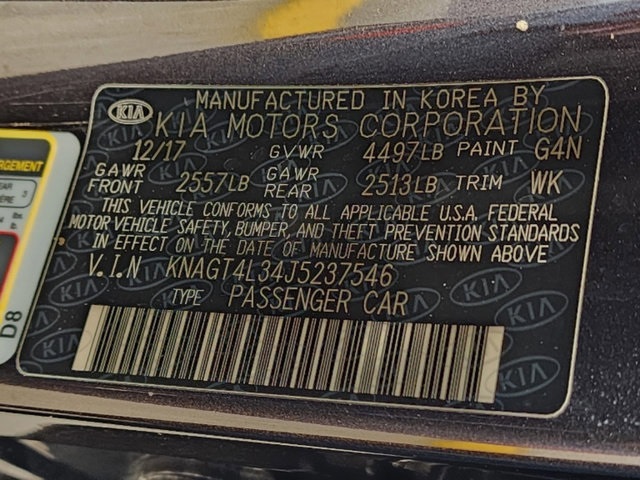 MANUFACTURED IN KOREA BY
KIA KIA MOTORS CORPORATION
12/17 GVWR 4497LB PAINT G4N
GAWR FRONT 2557LB GAWR REAR 2513LB TRIM WK
THIS VEHICLE CONFORMS TO ALL APPLICABLE U.S.A. FEDERAL
MOTOR VEHICLE SAFETY, BUMPER, AND THEFT PREVENTION STANDARDS
IN EFFECT ON THE DATE OF MANUFACTURE SHOWN ABOVE
V.I.N KNAGT4L34J5237546
TYPE PASSENGER CAR
D8